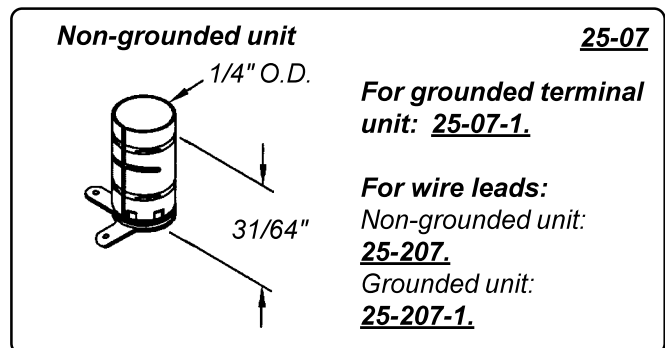 Non-grounded unit
25-07
1/4" O.D.
31/64"
For grounded terminal
unit: 25-07-1.
For wire leads:
Non-grounded unit:
25-207.
Grounded unit:
25-207-1.